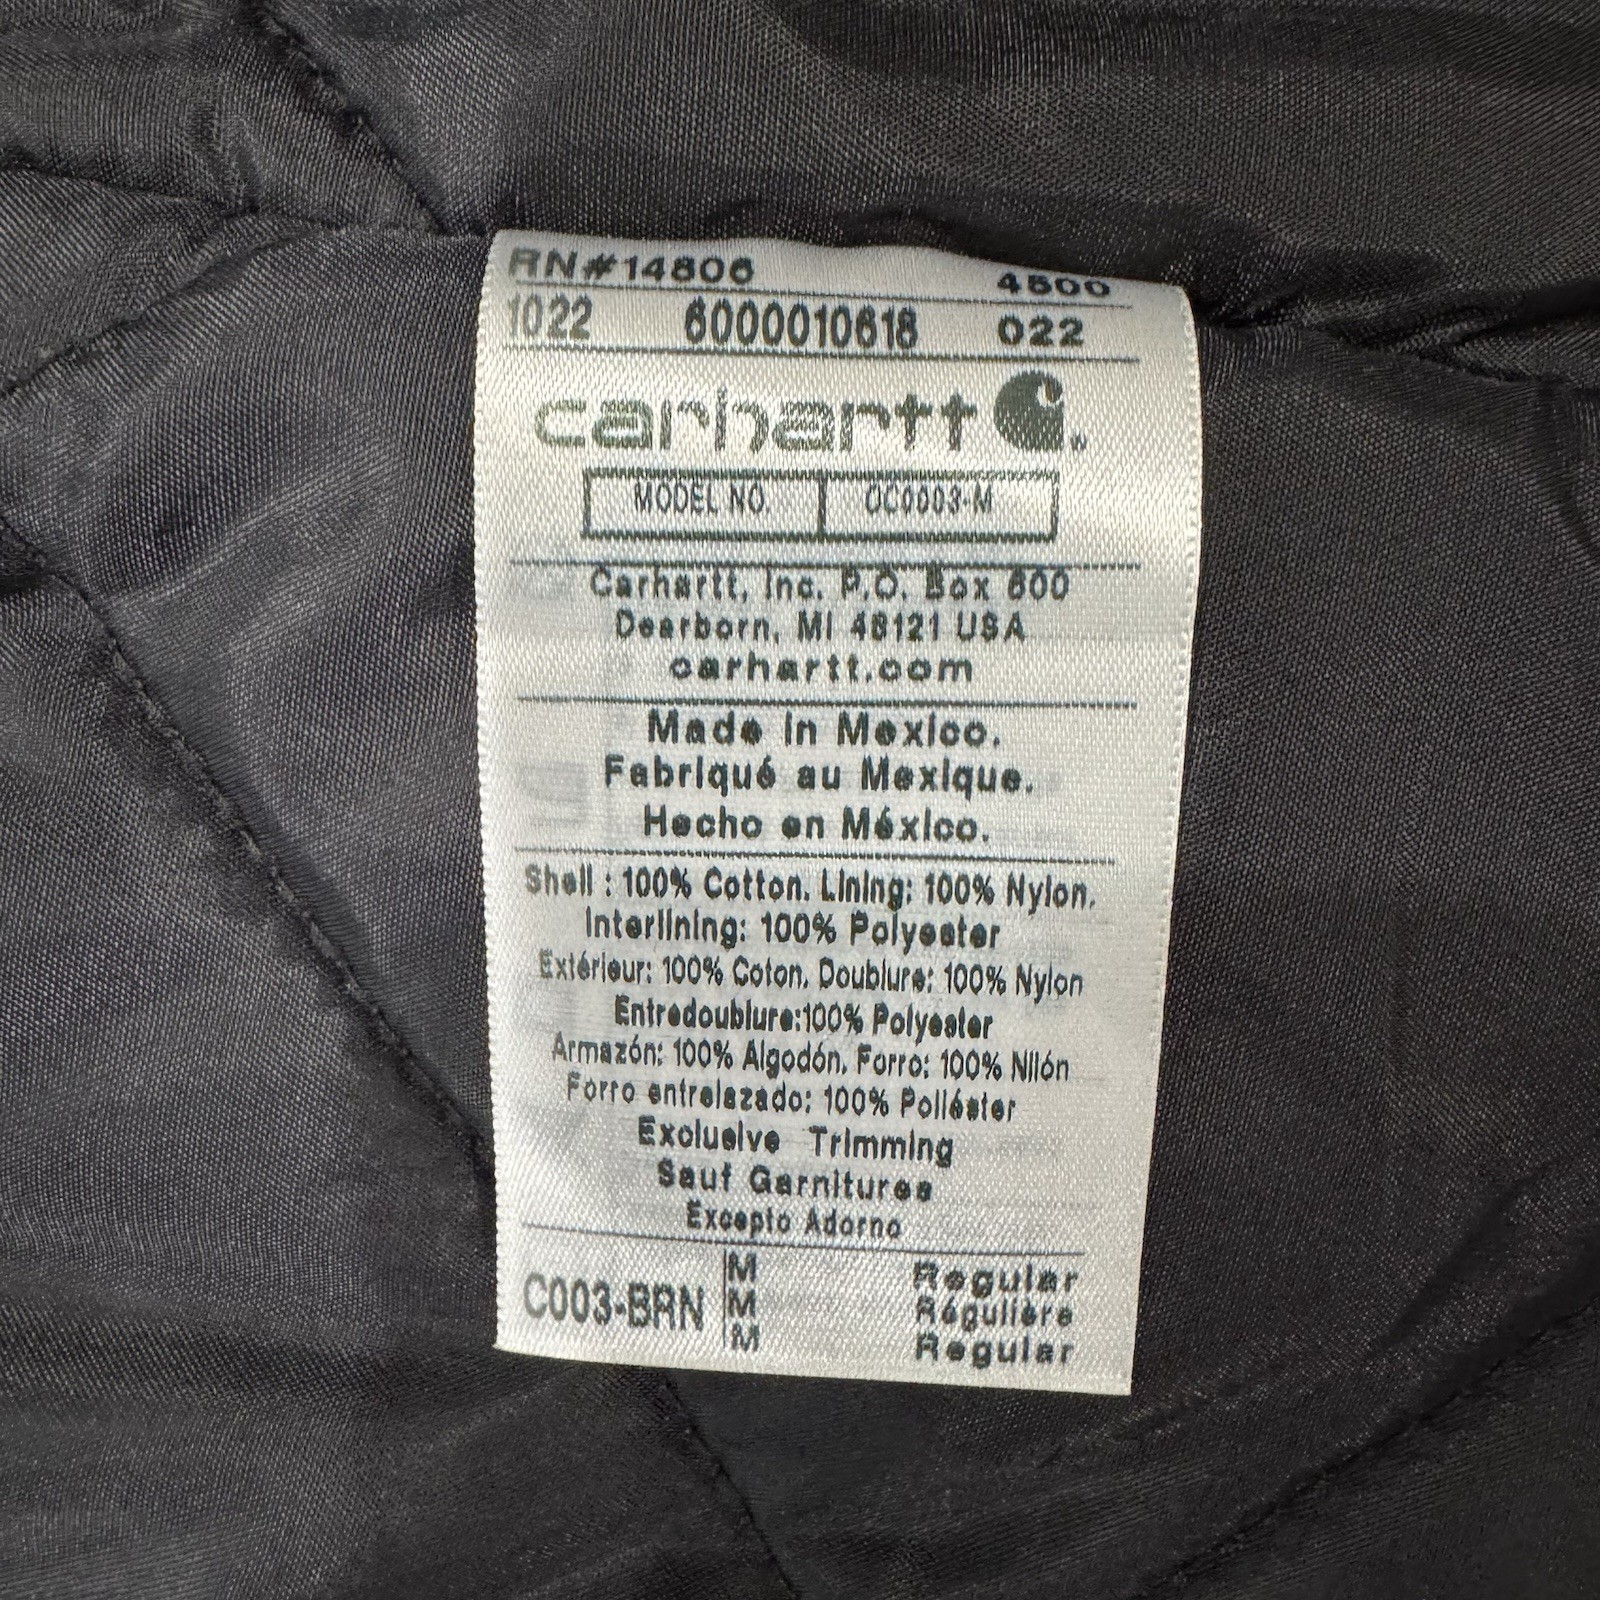 RN#14806 4500
1022 6000010618 022
carhartt
MODEL NO. OC0003-M
Carhartt, Inc. P.O. Box 600
Dearborn, MI 48121 USA
carhartt.com
Made in Mexico.
Fabriqué au Mexique.
Hecho en México.
Shell : 100% Cotton. Lining: 100% Nylon.
Interlining: 100% Polyester
Extérieur: 100% Coton. Doublure: 100% Nylon
Entredoublure:100% Polyester
Armazón: 100% Algodón. Forro: 100% Nilón
Forro entrelazado: 100% Poliéster
Exclusive Trimming
Sauf Garnitures
Excepto Adorno
C003-BRN
M Regular
M Régulière
M Regular